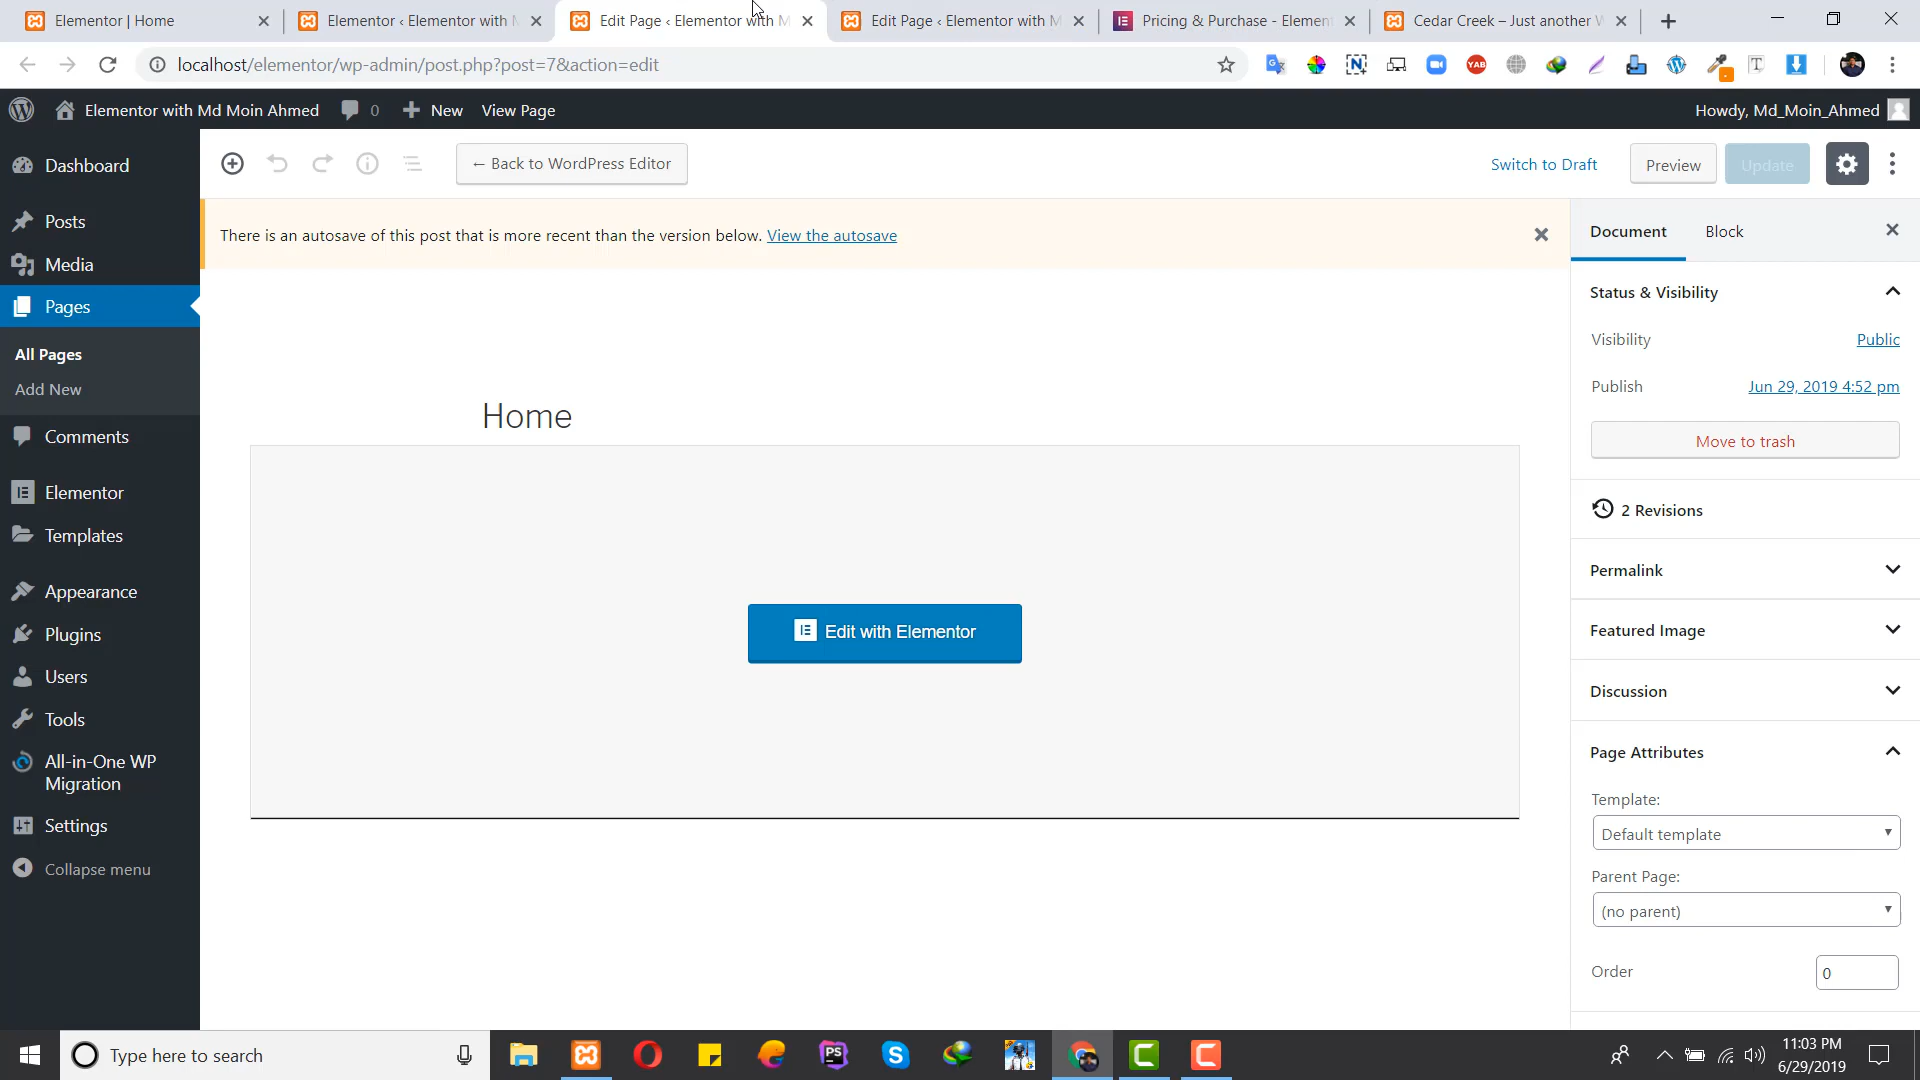 Elementor | Home
Elementor ‹ Elementor with M
Edit Page ‹ Elementor with M
Edit Page ‹ Elementor with M
Pricing & Purchase - Element
Cedar Creek – Just another W
localhost/elementor/wp-admin/post.php?post=7&action=edit
YAB
Elementor with Md Moin Ahmed
0
New
View Page
Howdy, Md_Moin_Ahmed
Dashboard
Posts
Media
Pages
All Pages
Add New
Comments
Elementor
Templates
Appearance
Plugins
Users
Tools
All-in-One WP
Migration
Settings
Collapse menu
← Back to WordPress Editor
Switch to Draft
Preview
Update
There is an autosave of this post that is more recent than the version below. View the autosave
Home
Edit with Elementor
Document
Block
Status & Visibility
Visibility
Public
Publish
Jun 29, 2019 4:52 pm
Move to trash
2 Revisions
Permalink
Featured Image
Discussion
Page Attributes
Template:
Default template
Parent Page:
(no parent)
Order
0
Type here to search
PS
11:03 PM
6/29/2019